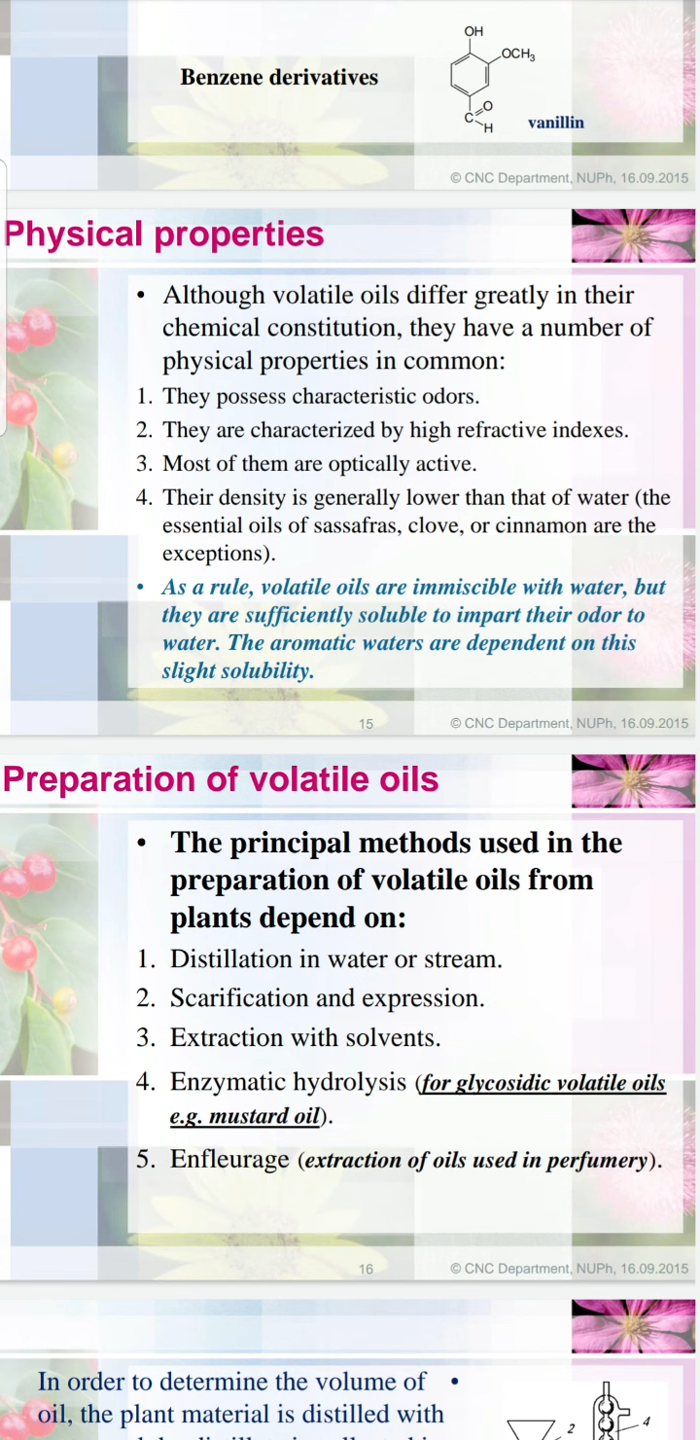 OH
OCH3
Benzene derivatives
O
C
H
vanillin
© CNC Department, NUPh, 16.09.2015
Physical properties
• Although volatile oils differ greatly in their
chemical constitution, they have a number of
physical properties in common:
1. They possess characteristic odors.
2. They are characterized by high refractive indexes.
3. Most of them are optically active.
4. Their density is generally lower than that of water (the
essential oils of sassafras, clove, or cinnamon are the
exceptions).
• As a rule, volatile oils are immiscible with water, but
they are sufficiently soluble to impart their odor to
water. The aromatic waters are dependent on this
slight solubility.
15 © CNC Department, NUPh, 16.09.2015
Preparation of volatile oils
• The principal methods used in the
preparation of volatile oils from
plants depend on:
1. Distillation in water or stream.
2. Scarification and expression.
3. Extraction with solvents.
4. Enzymatic hydrolysis (for glycosidic volatile oils
e.g. mustard oil).
5. Enfleurage (extraction of oils used in perfumery).
16 © CNC Department, NUPh, 16.09.2015
In order to determine the volume of •
oil, the plant material is distilled with
2
4